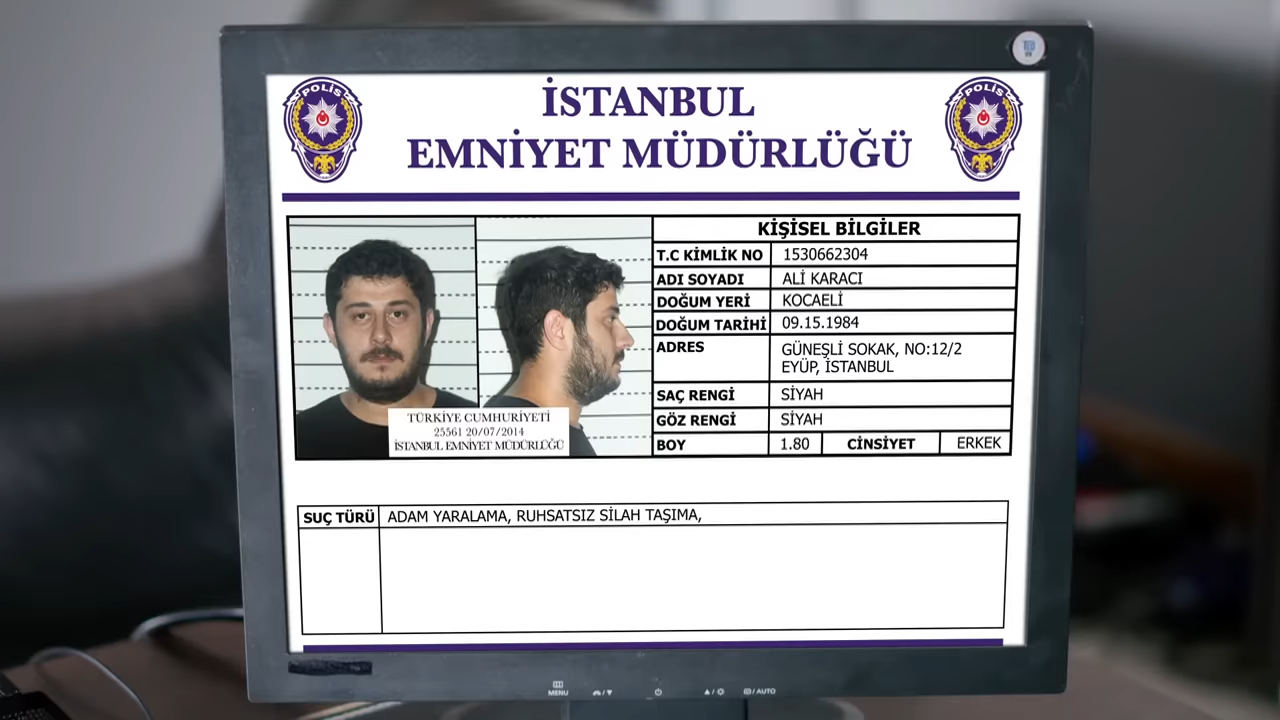 İSTANBUL
EMNİYET MÜDÜRLÜĞÜ
POLİS
POLİS
KİŞİSEL BİLGİLER
T.C KİMLİK NO 1530662304
ADI SOYADI ALİ KARACI
DOĞUM YERİ KOCAELİ
DOĞUM TARİHİ 09.15.1984
ADRES GÜNEŞLİ SOKAK, NO:12/2
EYÜP, İSTANBUL
SAÇ RENGİ SİYAH
GÖZ RENGİ SİYAH
BOY 1.80 CİNSİYET ERKEK
TÜRKİYE CUMHURİYETİ
25561 20/07/2014
İSTANBUL EMNİYET MÜDÜRLÜĞÜ
SUÇ TÜRÜ ADAM YARALAMA, RUHSATSIZ SİLAH TAŞIMA,
MENU
/AUTO